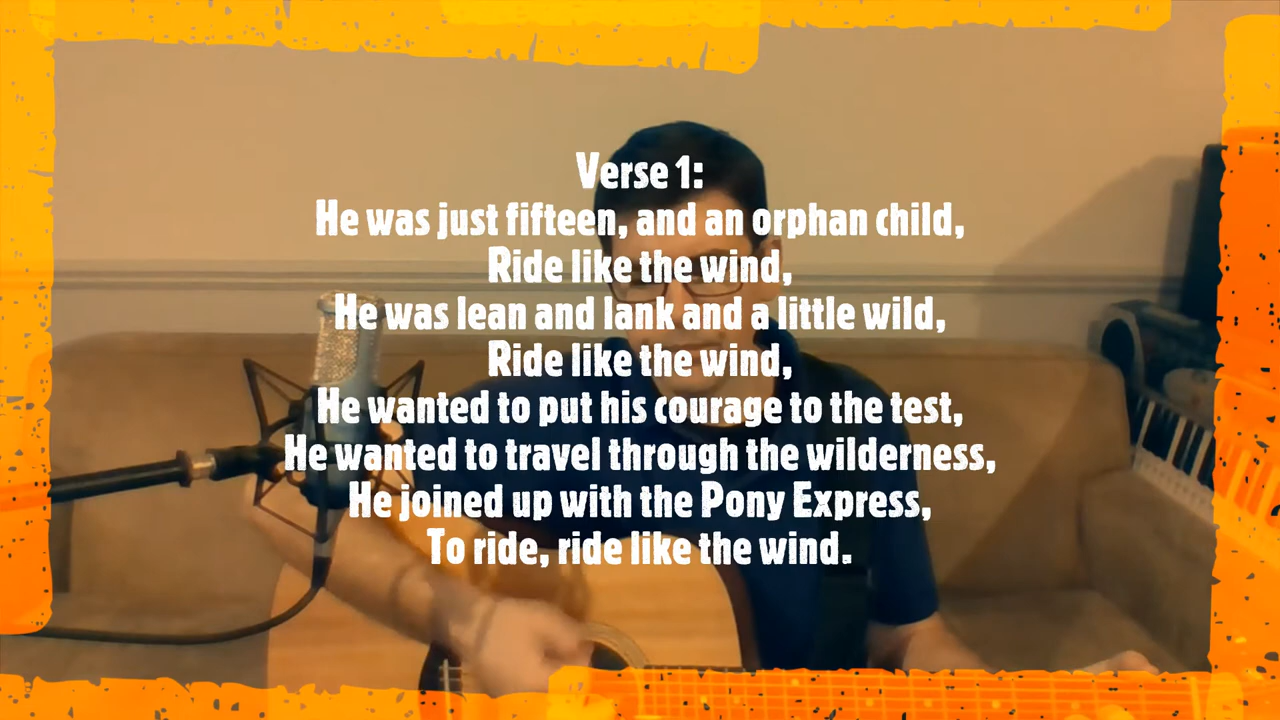 Verse 1:
He was just fifteen, and an orphan child,
Ride like the wind,
He was lean and lank and a little wild,
Ride like the wind,
He wanted to put his courage to the test,
He wanted to travel through the wilderness,
He joined up with the Pony Express,
To ride, ride like the wind.